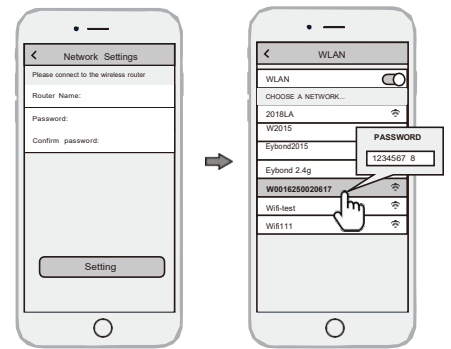 Network Settings
Please connect to the wireless router
Router Name:
Password:
Confirm password:
Setting
WLAN
WLAN
CHOOSE A NETWORK...
2018LA
W2015
Eybond2015
Eybond 2.4g
W0016250020617
Wifi-test
Wifi111
PASSWORD
1234567 8